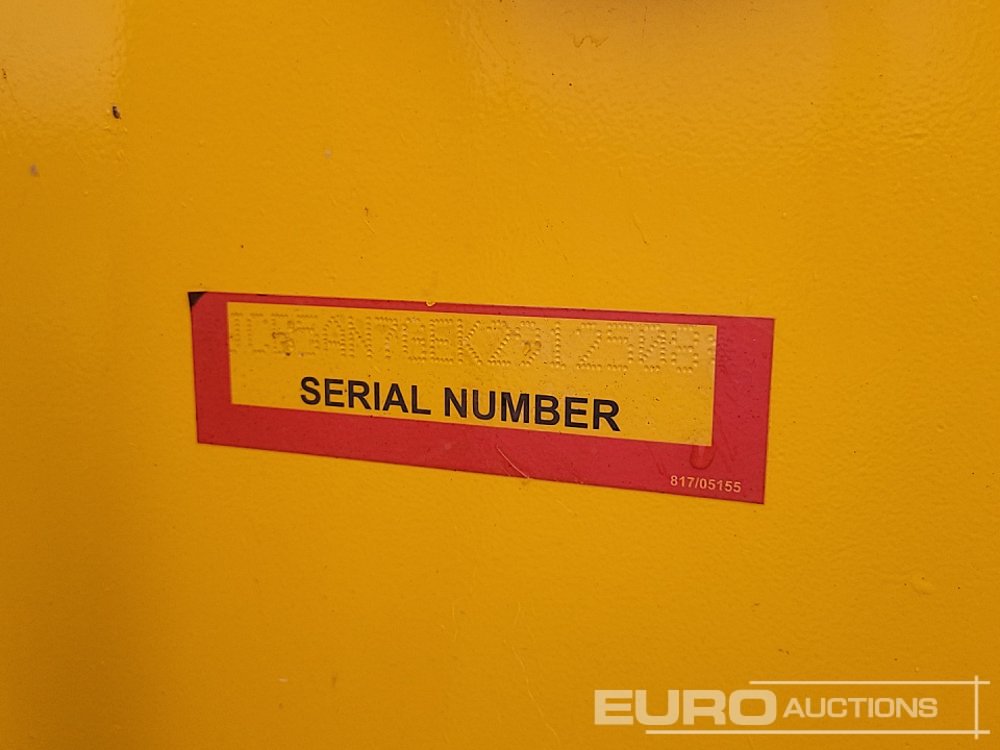 SERIAL NUMBER
817/05155
EURO AUCTIONS